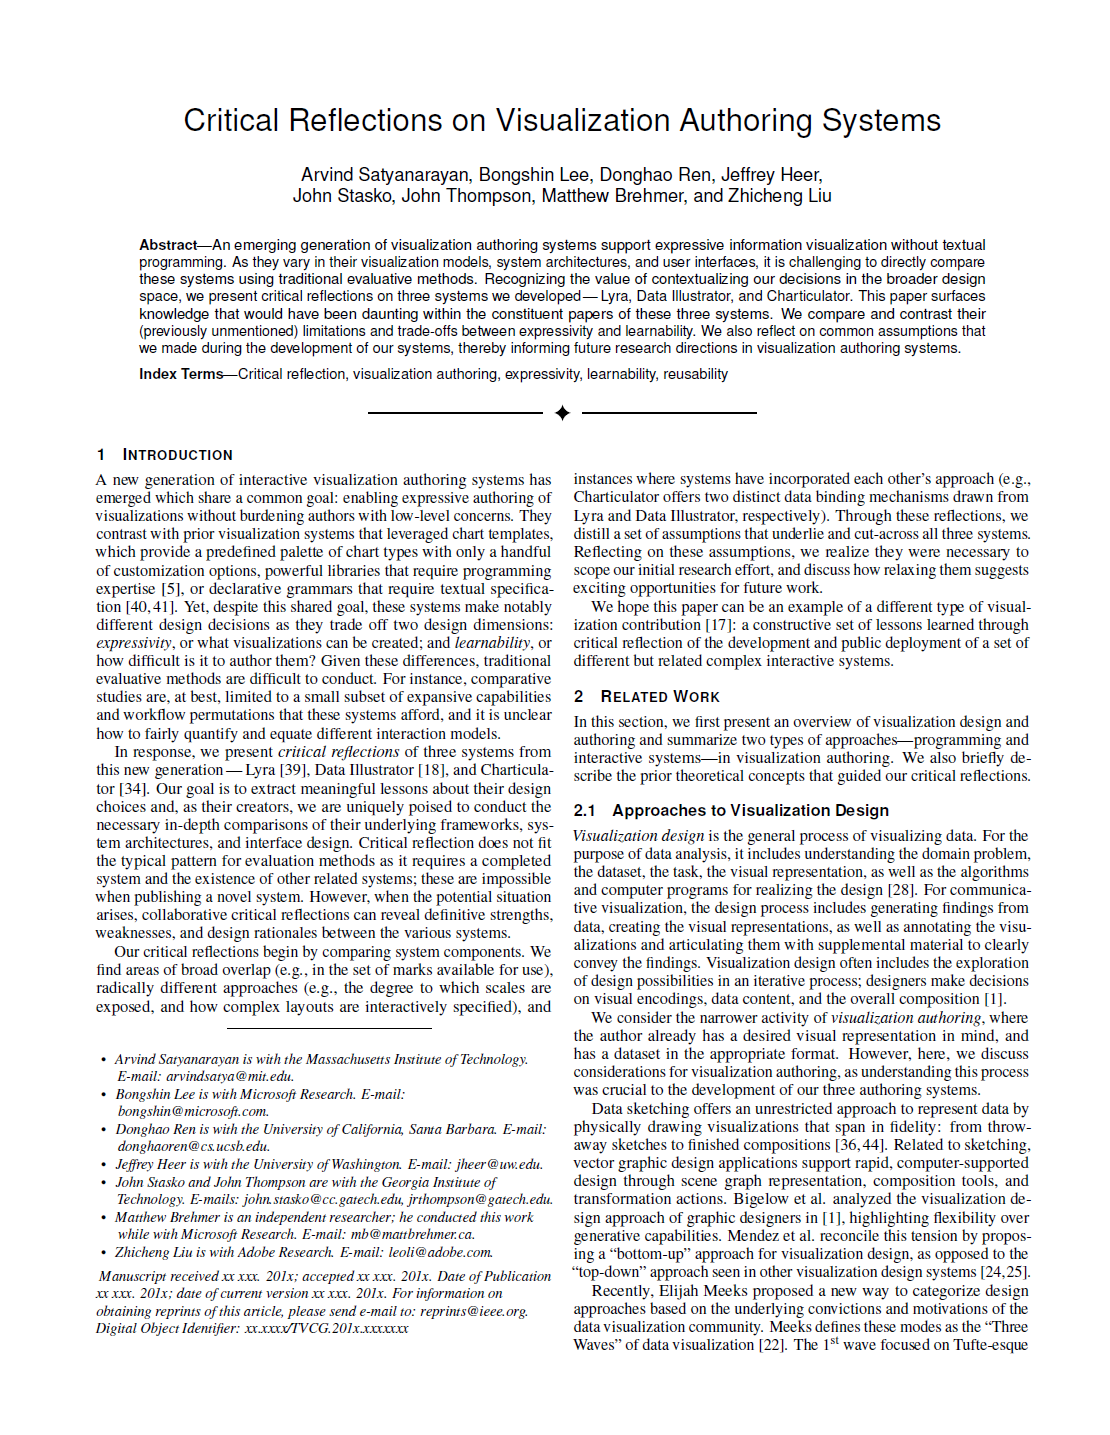 Critical Reflections on Visualization Authoring Systems
Arvind Satyanarayan, Bongshin Lee, Donghao Ren, Jeffrey Heer,
John Stasko, John Thompson, Matthew Brehmer, and Zhicheng Liu
Abstract—An emerging generation of visualization authoring systems support expressive information visualization without textual
programming. As they vary in their visualization models, system architectures, and user interfaces, it is challenging to directly compare
these systems using traditional evaluative methods. Recognizing the value of contextualizing our decisions in the broader design
space, we present critical reflections on three systems we developed— Lyra, Data Illustrator, and Charticulator. This paper surfaces
knowledge that would have been daunting within the constituent papers of these three systems. We compare and contrast their
(previously unmentioned) limitations and trade-offs between expressivity and learnability. We also reflect on common assumptions that
we made during the development of our systems, thereby informing future research directions in visualization authoring systems.
Index Terms—Critical reflection, visualization authoring, expressivity, learnability, reusability
1 INTRODUCTION
A new generation of interactive visualization authoring systems has
emerged which share a common goal: enabling expressive authoring of
visualizations without burdening authors with low-level concerns. They
contrast with prior visualization systems that leveraged chart templates,
which provide a predefined palette of chart types with only a handful
of customization options, powerful libraries that require programming
expertise [5], or declarative grammars that require textual specifica-
tion [40,41]. Yet, despite this shared goal, these systems make notably
different design decisions as they trade off two design dimensions:
expressivity, or what visualizations can be created; and learnability, or
how difficult is it to author them? Given these differences, traditional
evaluative methods are difficult to conduct. For instance, comparative
studies are, at best, limited to a small subset of expansive capabilities
and workflow permutations that these systems afford, and it is unclear
how to fairly quantify and equate different interaction models.
In response, we present critical reflections of three systems from
this new generation — Lyra [39], Data Illustrator [18], and Charticula-
tor [34]. Our goal is to extract meaningful lessons about their design
choices and, as their creators, we are uniquely poised to conduct the
necessary in-depth comparisons of their underlying frameworks, sys-
tem architectures, and interface design. Critical reflection does not fit
the typical pattern for evaluation methods as it requires a completed
system and the existence of other related systems; these are impossible
when publishing a novel system. However, when the potential situation
arises, collaborative critical reflections can reveal definitive strengths,
weaknesses, and design rationales between the various systems.
Our critical reflections begin by comparing system components. We
find areas of broad overlap (e.g., in the set of marks available for use),
radically different approaches (e.g., the degree to which scales are
exposed, and how complex layouts are interactively specified), and
• Arvind Satyanarayan is with the Massachusetts Institute of Technology.
E-mail: arvindsatya@mit.edu.
• Bongshin Lee is with Microsoft Research. E-mail:
bongshin@microsoft.com.
• Donghao Ren is with the University of California, Santa Barbara. E-mail:
donghaoren@cs.ucsb.edu.
• Jeffrey Heer is with the University of Washington. E-mail: jheer@uw.edu.
• John Stasko and John Thompson are with the Georgia Institute of
Technology. E-mails: john.stasko@cc.gatech.edu, jrthompson@gatech.edu.
• Matthew Brehmer is an independent researcher; he conducted this work
while with Microsoft Research. E-mail: mb@mattbrehmer.ca.
• Zhicheng Liu is with Adobe Research. E-mail: leoli@adobe.com.
Manuscript received xx xxx. 201x; accepted xx xxx. 201x. Date of Publication
xx xxx. 201x; date of current version xx xxx. 201x. For information on
obtaining reprints of this article, please send e-mail to: reprints@ieee.org.
Digital Object Identifier: xx.xxxx/TVCG.201x.xxxxxxx
instances where systems have incorporated each other's approach (e.g.,
Charticulator offers two distinct data binding mechanisms drawn from
Lyra and Data Illustrator, respectively). Through these reflections, we
distill a set of assumptions that underlie and cut-across all three systems.
Reflecting on these assumptions, we realize they were necessary to
scope our initial research effort, and discuss how relaxing them suggests
exciting opportunities for future work.
We hope this paper can be an example of a different type of visual-
ization contribution [17]: a constructive set of lessons learned through
critical reflection of the development and public deployment of a set of
different but related complex interactive systems.
2 RELATED WORK
In this section, we first present an overview of visualization design and
authoring and summarize two types of approaches—programming and
interactive systems—in visualization authoring. We also briefly de-
scribe the prior theoretical concepts that guided our critical reflections.
2.1 Approaches to Visualization Design
Visualization design is the general process of visualizing data. For the
purpose of data analysis, it includes understanding the domain problem,
the dataset, the task, the visual representation, as well as the algorithms
and computer programs for realizing the design [28]. For communica-
tive visualization, the design process includes generating findings from
data, creating the visual representations, as well as annotating the visu-
alizations and articulating them with supplemental material to clearly
convey the findings. Visualization design often includes the exploration
of design possibilities in an iterative process; designers make decisions
on visual encodings, data content, and the overall composition [1].
We consider the narrower activity of visualization authoring, where
the author already has a desired visual representation in mind, and
has a dataset in the appropriate format. However, here, we discuss
considerations for visualization authoring, as understanding this process
was crucial to the development of our three authoring systems.
Data sketching offers an unrestricted approach to represent data by
physically drawing visualizations that span in fidelity: from throw-
away sketches to finished compositions [36,44]. Related to sketching,
vector graphic design applications support rapid, computer-supported
design through scene graph representation, composition tools, and
transformation actions. Bigelow et al. analyzed the visualization de-
sign approach of graphic designers in [1], highlighting flexibility over
generative capabilities. Mendez et al. reconcile this tension by propos-
ing a “bottom-up” approach for visualization design, as opposed to the
“top-down” approach seen in other visualization design systems [24,25].
Recently, Elijah Meeks proposed a new way to categorize design
approaches based on the underlying convictions and motivations of the
data visualization community. Meeks defines these modes as the “Three
Waves” of data visualization [22]. The 1st wave focused on Tufte-esque